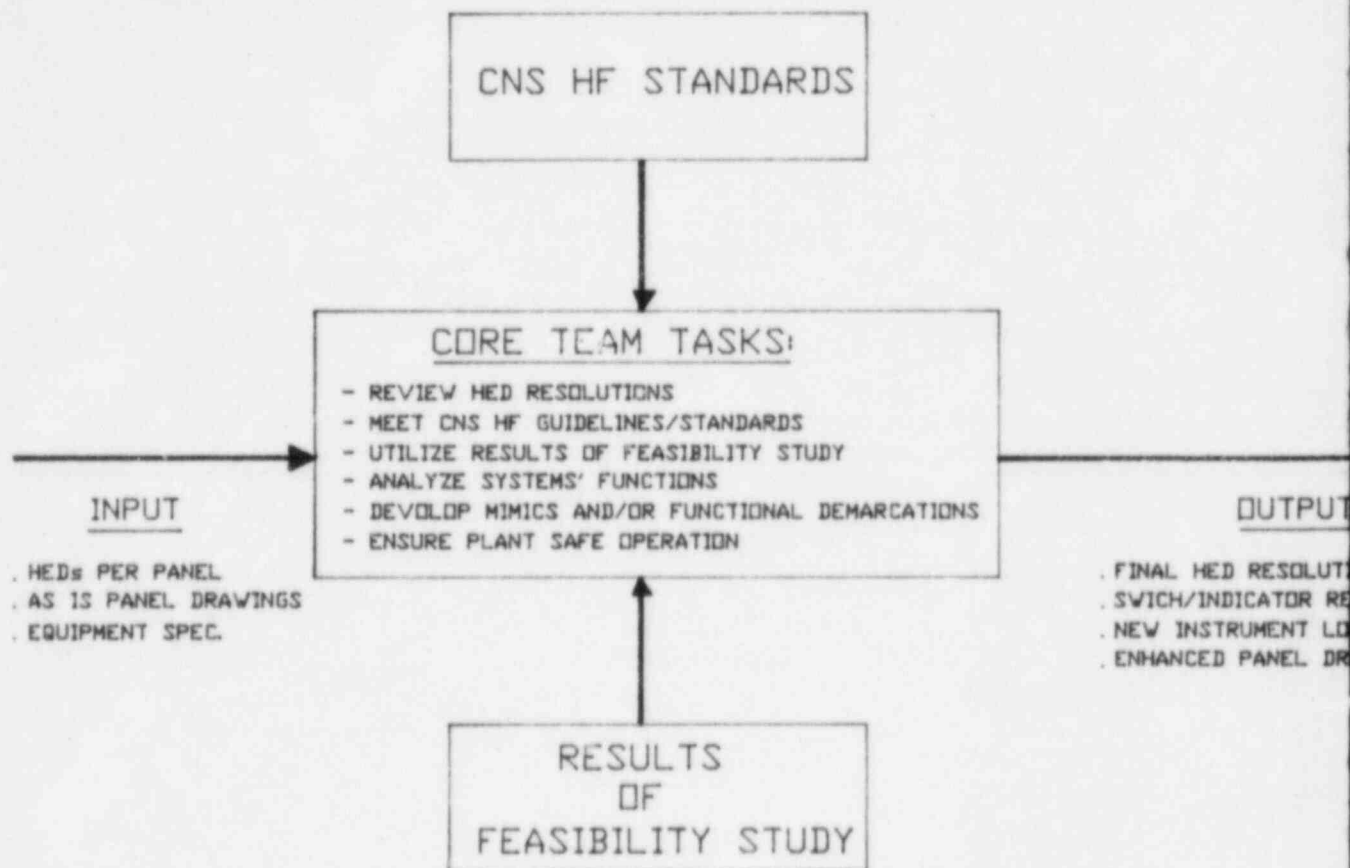 CNS HF STANDARDS
CORE TEAM TASKS:
- REVIEW HED RESOLUTIONS
- MEET CNS HF GUIDELINES/STANDARDS
- UTILIZE RESULTS OF FEASIBILITY STUDY
- ANALYZE SYSTEMS' FUNCTIONS
- DEVOLOP MIMICS AND/OR FUNCTIONAL DEMARCATIONS
- ENSURE PLANT SAFE OPERATION
INPUT
. HEDs PER PANEL
. AS IS PANEL DRAWINGS
. EQUIPMENT SPEC.
OUTPUT
. FINAL HED RESOLUTI
. SWICH/INDICATOR RE
. NEW INSTRUMENT LO
. ENHANCED PANEL DR
RESULTS
OF
FEASIBILITY STUDY